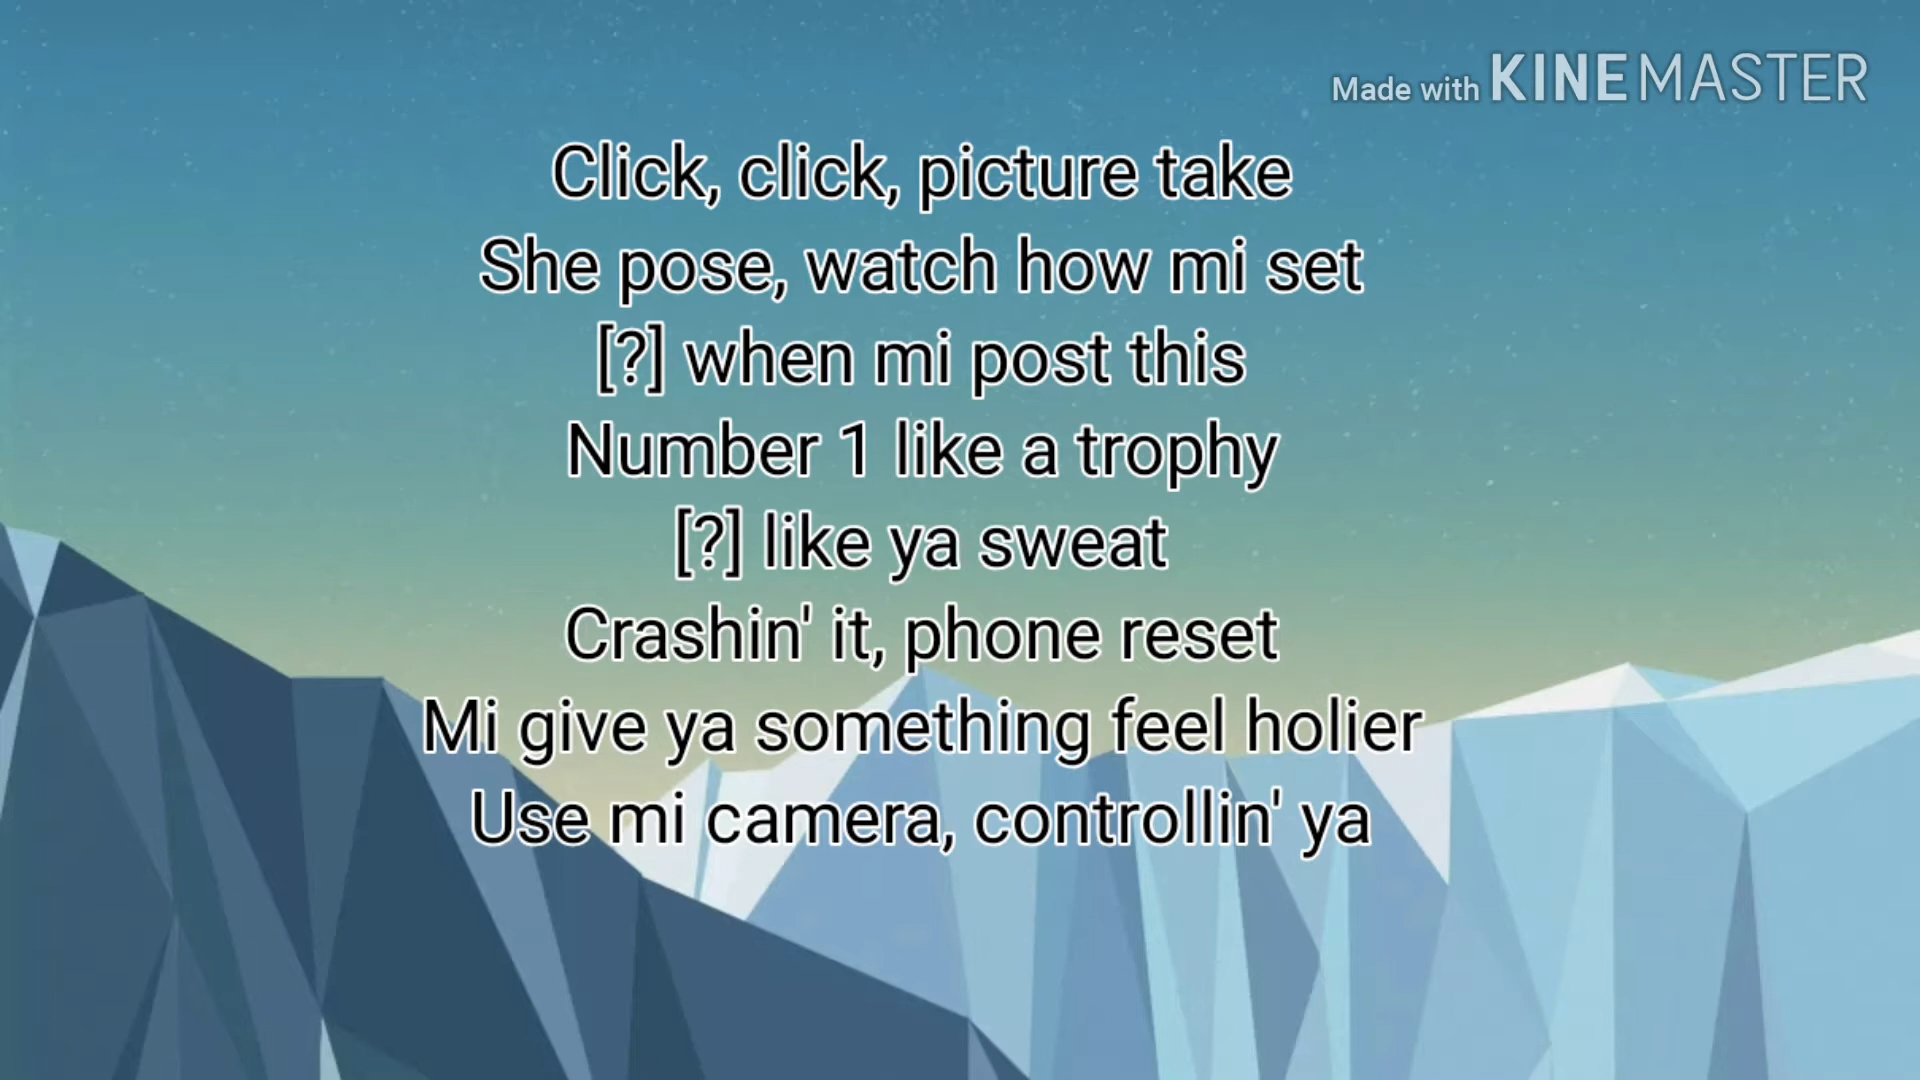 Made with KINEMASTER
Click, click, picture take
She pose, watch how mi set
[?] when mi post this
Number 1 like a trophy
[?] like ya sweat
Crashin' it, phone reset
Mi give ya something feel holier
Use mi camera, controllin' ya